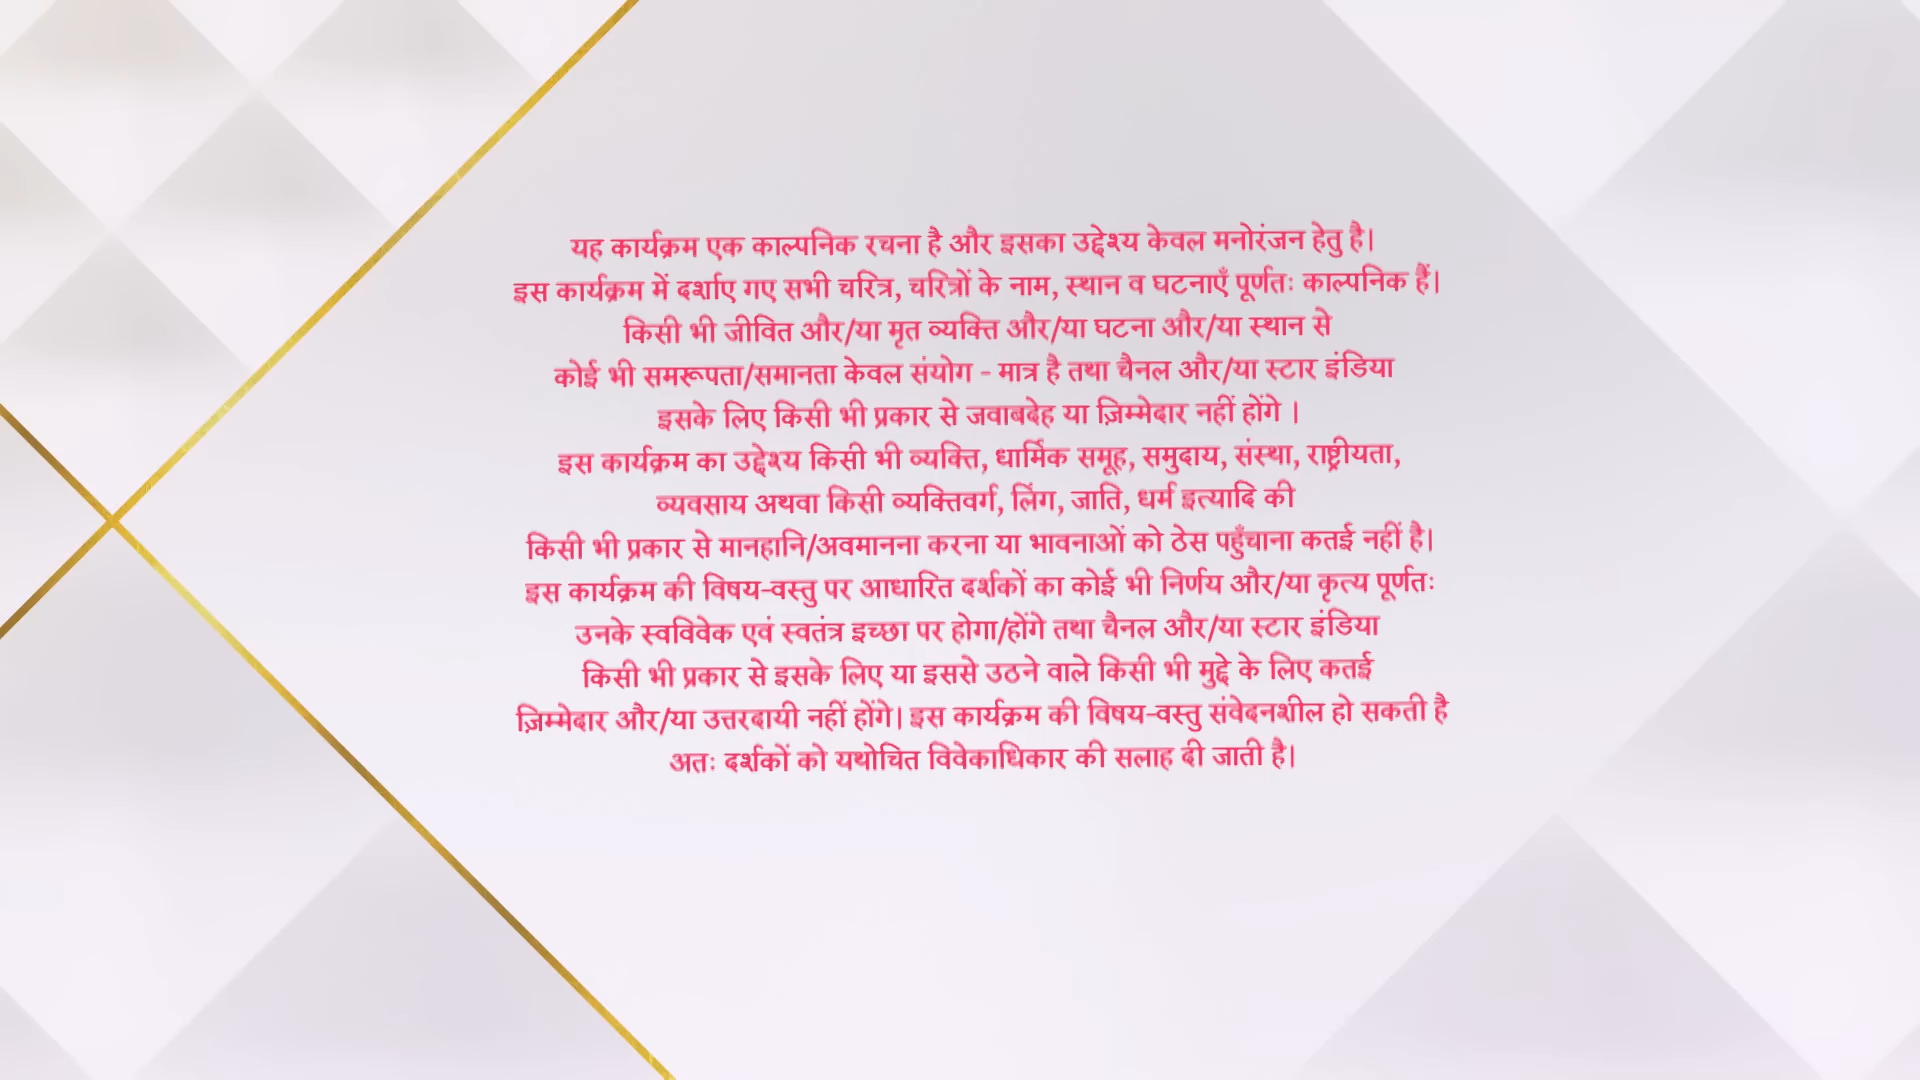 यह कार्यक्रम एक काल्पनिक रचना है और इसका उद्देश्य केवल मनोरंजन हेतु है।
इस कार्यक्रम में दर्शाए गए सभी चरित्र, चरित्रों के नाम, स्थान व घटनाएँ पूर्णतः काल्पनिक हैं।
किसी भी जीवित और/या मृत व्यक्ति और/या घटना और/या स्थान से
कोई भी समरूपता/समानता केवल संयोग - मात्र है तथा चैनल और/या स्टार इंडिया
इसके लिए किसी भी प्रकार से जवाबदेह या ज़िम्मेदार नहीं होंगे ।
इस कार्यक्रम का उद्देश्य किसी भी व्यक्ति, धार्मिक समूह, समुदाय, संस्था, राष्ट्रीयता,
व्यवसाय अथवा किसी व्यक्तिवर्ग, लिंग, जाति, धर्म इत्यादि की
किसी भी प्रकार से मानहानि/अवमानना करना या भावनाओं को ठेस पहुँचाना कतई नहीं है।
इस कार्यक्रम की विषय-वस्तु पर आधारित दर्शकों का कोई भी निर्णय और/या कृत्य पूर्णतः
उनके स्वविवेक एवं स्वतंत्र इच्छा पर होगा/होंगे तथा चैनल और/या स्टार इंडिया
किसी भी प्रकार से इसके लिए या इससे उठने वाले किसी भी मुद्दे के लिए कतई
ज़िम्मेदार और/या उत्तरदायी नहीं होंगे। इस कार्यक्रम की विषय-वस्तु संवेदनशील हो सकती है
अतः दर्शकों को यथोचित विवेकाधिकार की सलाह दी जाती है।